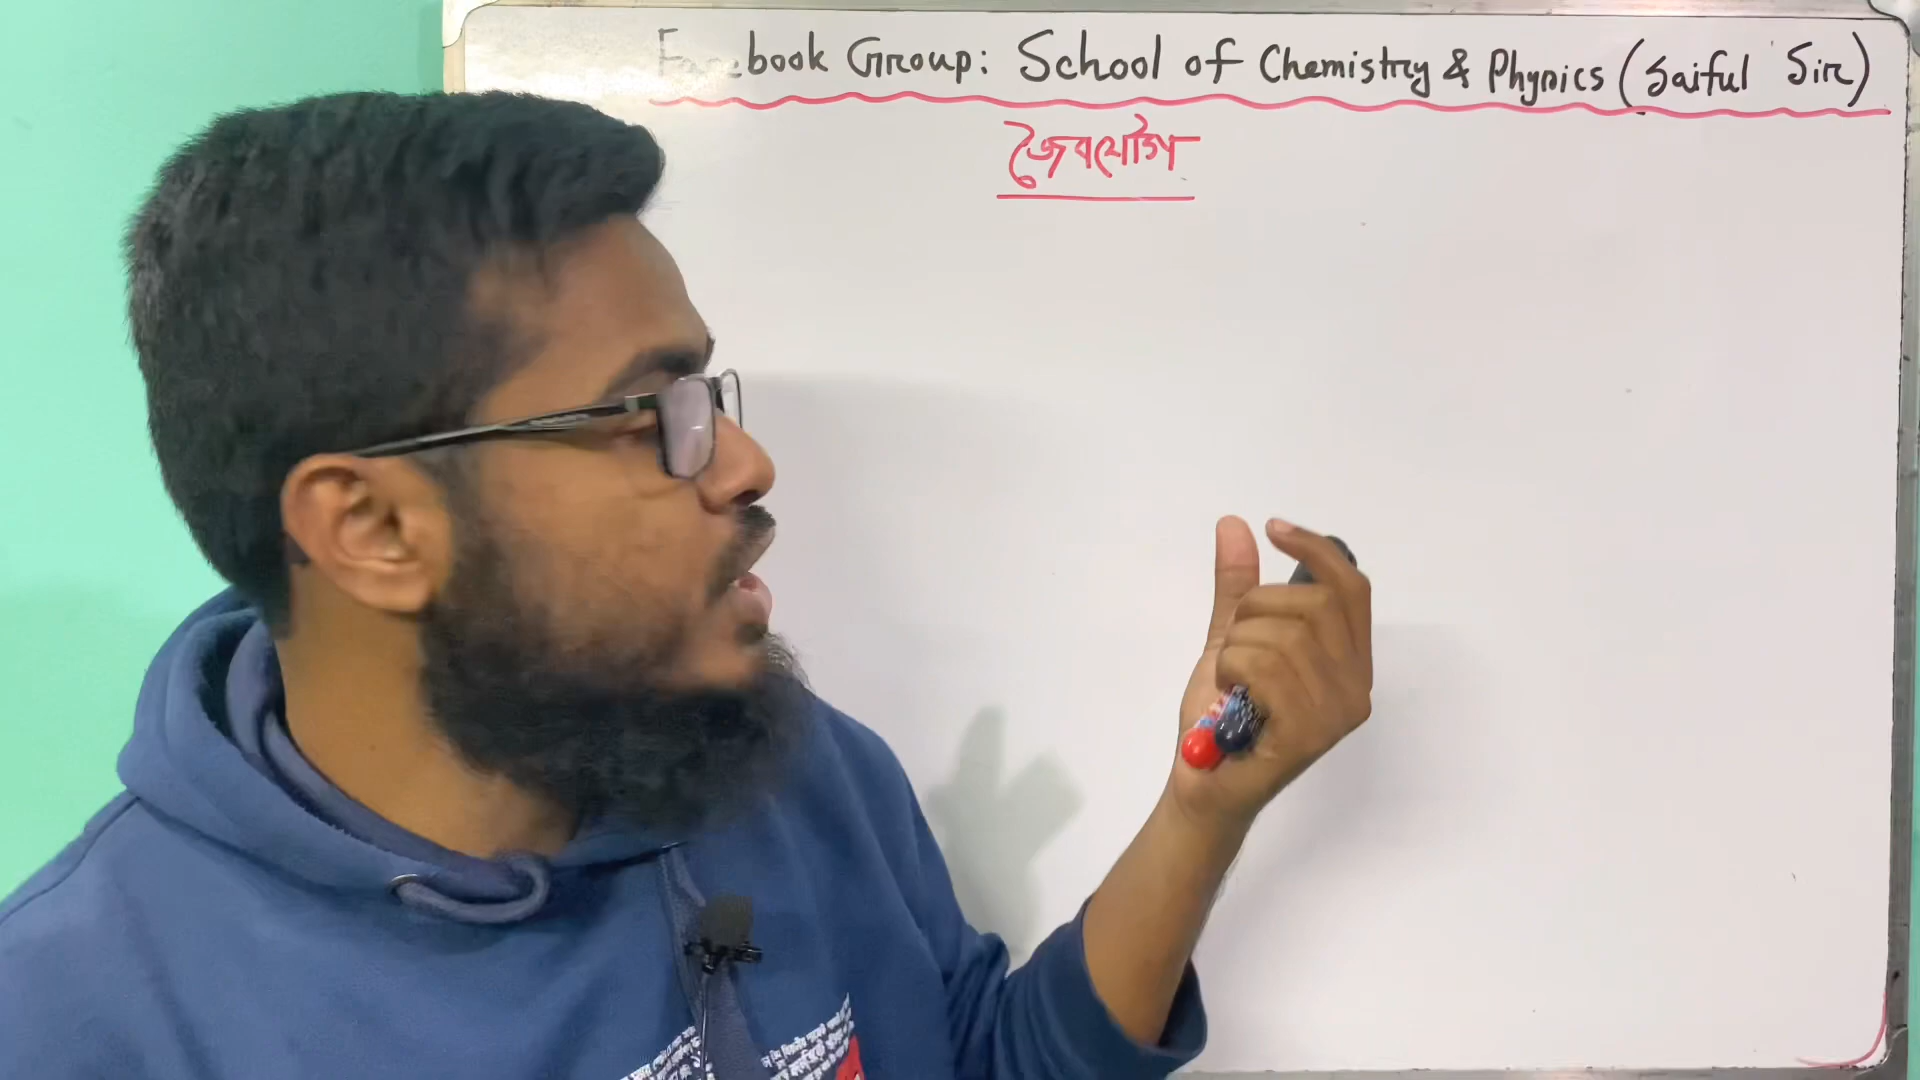 Facebook Group: School of Chemistry & Physics (Saiful Sir)
জৈবযৌগ